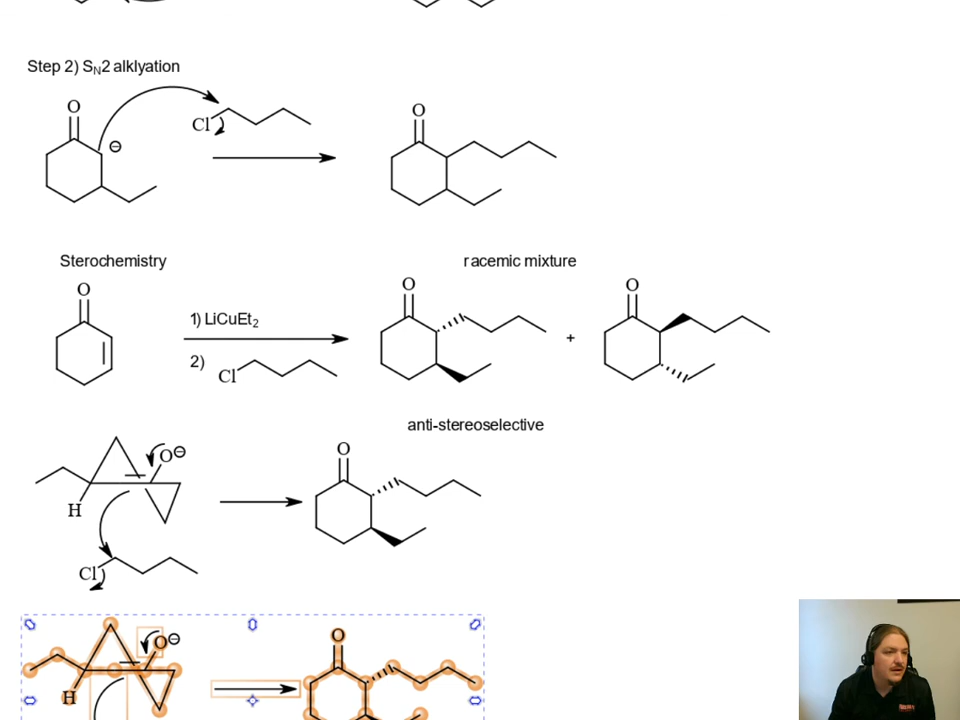 Step 2) SN2 alklyation
O
⊖
Cl
O
Sterochemistry
racemic mixture
O
1) LiCuEt2
2)
Cl
O
+
O
anti-stereoselective
O⊖
H
Cl
O
O⊖
H
O